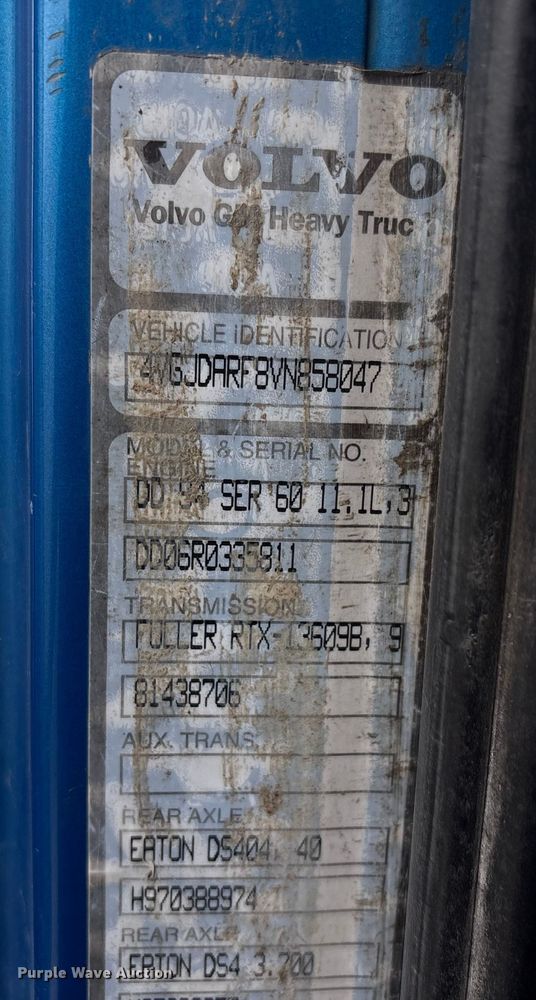 VOLVO
Volvo GM Heavy Truc
VEHICLE IDENTIFICATION
4VGJDARF8VN858047
MODEL & SERIAL NO.
ENGINE
DD SER 60 11.1L,3
DD06R0335811
TRANSMISSION
FULLER RTX-13609B, 9
81438706
AUX. TRANS.
REAR AXLE
EATON DS404, 40
H970388974
REAR AXLE
EATON DS4 3.700
Purple Wave Auction